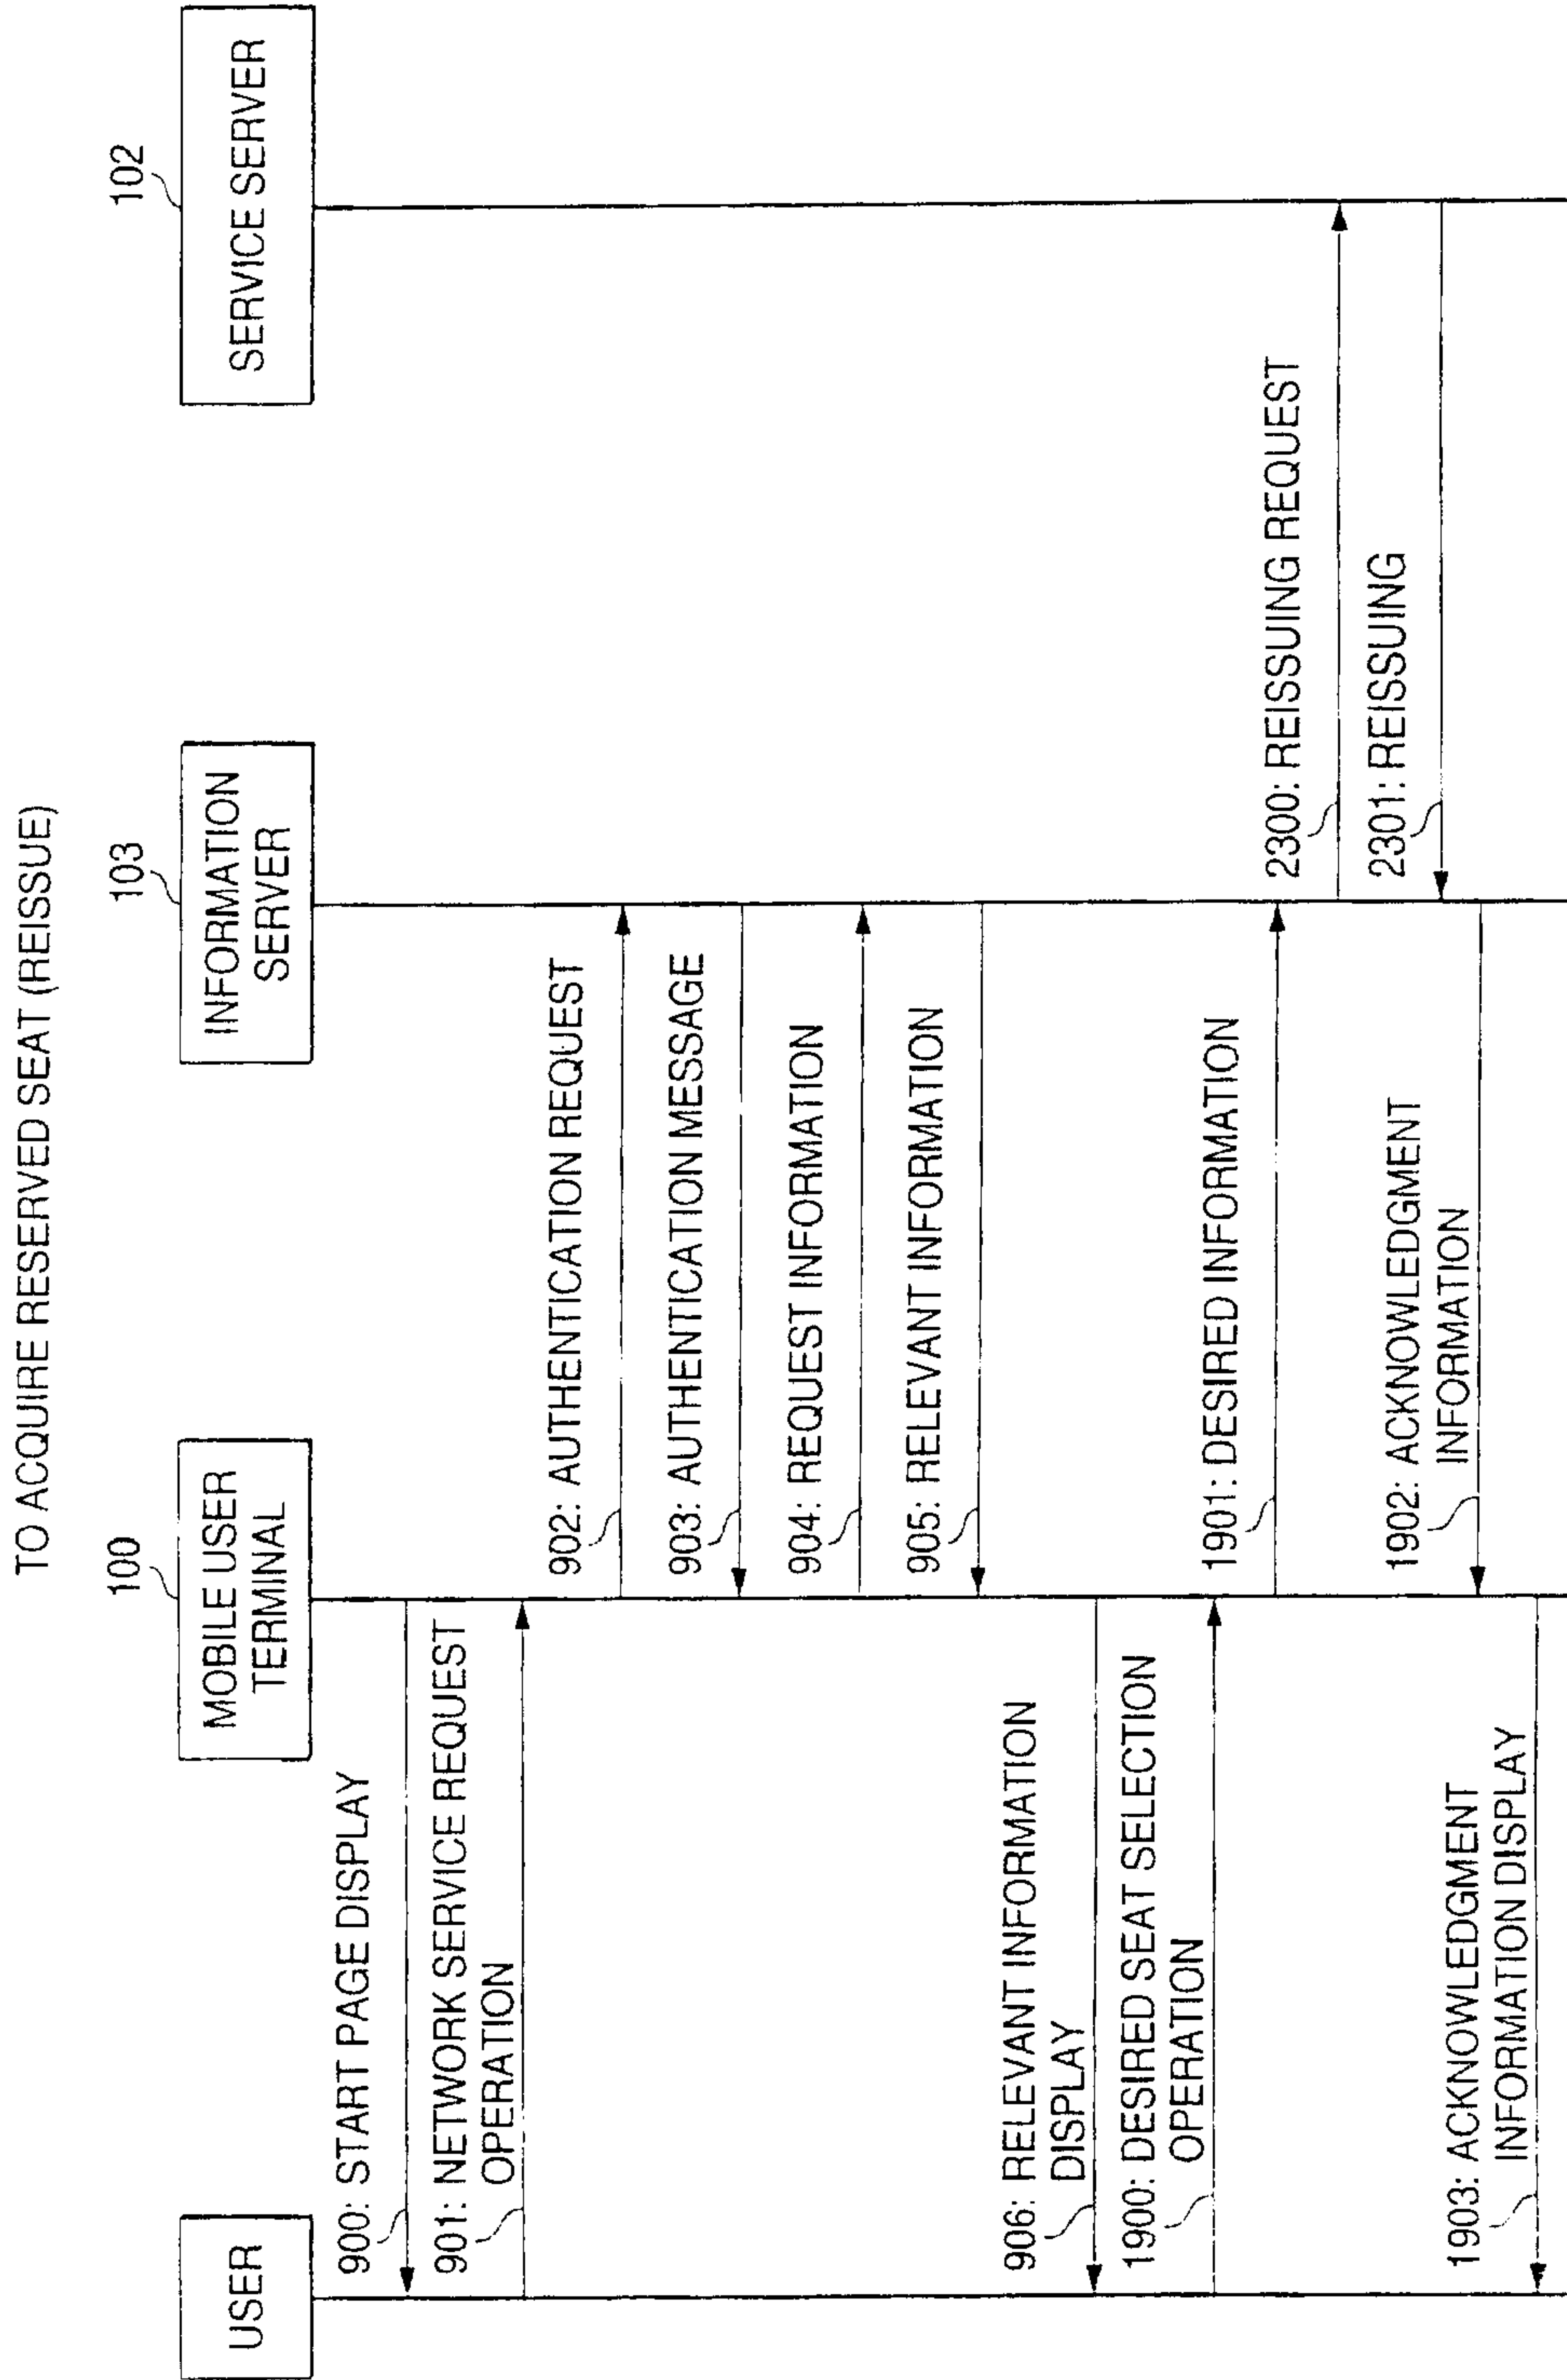 TO ACQUIRE RESERVED SEAT (REISSUE)
USER
100
MOBILE USER
TERMINAL
103
INFORMATION
SERVER
102
SERVICE SERVER
900: START PAGE DISPLAY
901: NETWORK SERVICE REQUEST
OPERATION
902: AUTHENTICATION REQUEST
903: AUTHENTICATION MESSAGE
904: REQUEST INFORMATION
905: RELEVANT INFORMATION
906: RELEVANT INFORMATION
DISPLAY
1900: DESIRED SEAT SELECTION
OPERATION
1901: DESIRED INFORMATION
2300: REISSUING REQUEST
2301: REISSUING
1902: ACKNOWLEDGMENT
INFORMATION
1903: ACKNOWLEDGMENT
INFORMATION DISPLAY